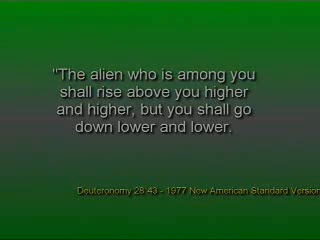 "The alien who is among you
shall rise above you higher
and higher, but you shall go
down lower and lower.
Deuteronomy 28:43 - 1977 New American Standard Version